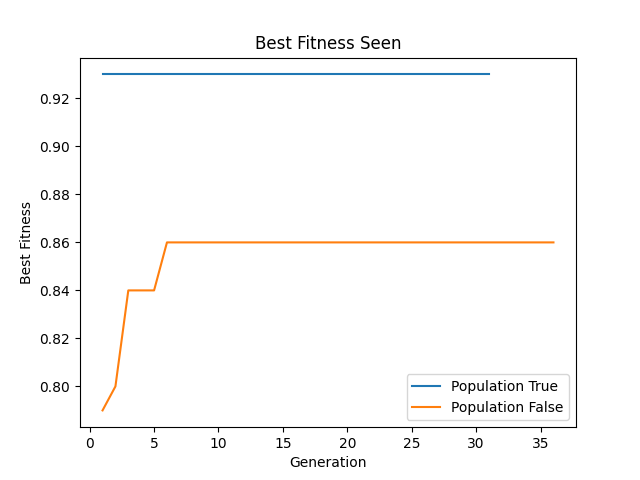 Best Fitness Seen
Best Fitness
0.92
0.90
0.88
0.86
0.84
0.82
0.80
Population True
Population False
0 5 10 15 20 25 30 35
Generation